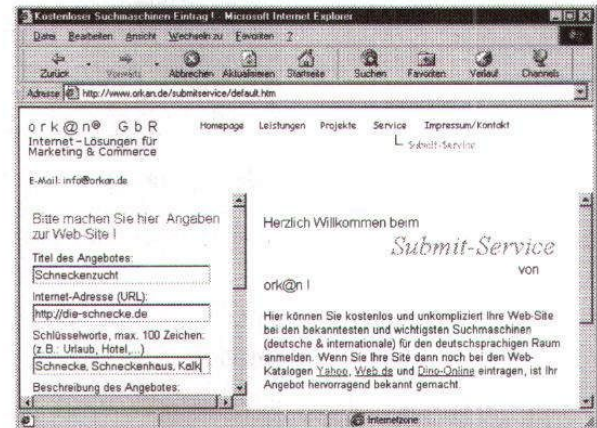 Kostenloser Suchmaschinen Eintrag ! - Microsoft Internet Explorer
Datei Bearbeiten Ansicht Wechseln zu Favoriten ?
Zurück Vorwärts Abbrechen Aktualisieren Startseite Suchen Favoriten Verlauf Channels
Adresse http://www.orkan.de/submitservice/default.htm
ork@n® GbR
Internet-Lösungen für
Marketing & Commerce
Homepage Leistungen Projekte Service Impressum/Kontakt
Submit-Service
E-Mail: info@orkan.de
Bitte machen Sie hier Angaben
zur Web-Site !
Titel des Angebotes:
Schneckenzucht
Internet-Adresse (URL):
http://die-schnecke.de
Schlüsselworte, max. 100 Zeichen:
(z.B.: Urlaub, Hotel,...)
Schnecke, Schneckenhaus, Kalk
Beschreibung des Angebotes:
Herzlich Willkommen beim
Submit-Service
von
ork@n !
Hier können Sie kostenlos und unkompliziert Ihre Web-Site
bei den bekanntesten und wichtigsten Suchmaschinen
(deutsche & internationale) für den deutschsprachigen Raum
anmelden. Wenn Sie Ihre Site dann noch bei den Web-
Katalogen Yahoo, Web.de und Dino-Online eintragen, ist Ihr
Angebot hervorragend bekannt gemacht.
Internetzone